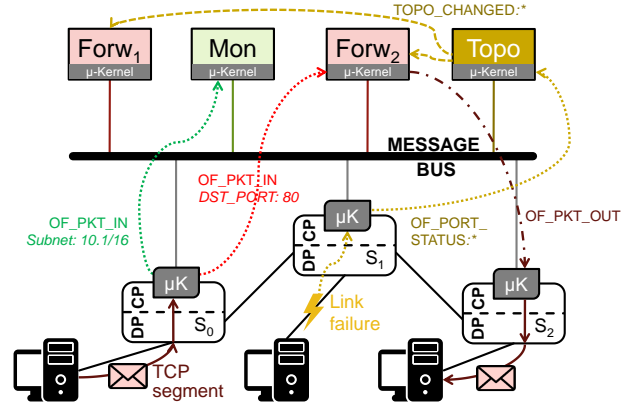 TOPO_CHANGED:*
Forw1
Mon
Forw2
Topo
μ-Kernel
μ-Kernel
μ-Kernel
μ-Kernel
MESSAGE
BUS
OF_PKT_IN
DST_PORT: 80
OF_PKT_IN
Subnet: 10.1/16
OF_PORT_
STATUS:*
OF_PKT_OUT
μK
CP
DP
S1
μK
CP
DP
S0
μK
CP
DP
S2
Link
failure
TCP
segment